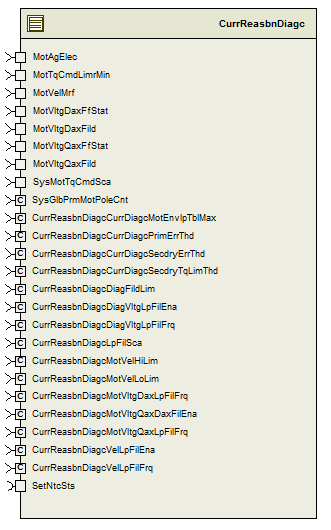 CurrReasbnDiagc
MotAgElec
MotTqCmdLimrMin
MotVelMrf
MotVltgDaxFfStat
MotVltgDaxFild
MotVltgQaxFfStat
MotVltgQaxFild
SysMotTqCmdSca
C SysGlbPrmMotPoleCnt
C CurrReasbnDiagcCurrDiagcMotEnvlpTblMax
C CurrReasbnDiagcCurrDiagcPrimErrThd
C CurrReasbnDiagcCurrDiagcSecdryErrThd
C CurrReasbnDiagcCurrDiagcSecdryTqLimThd
C CurrReasbnDiagcDiagFildLim
C CurrReasbnDiagcDiagVltgLpFilEna
C CurrReasbnDiagcDiagVltgLpFilFrq
C CurrReasbnDiagcLpFilSca
C CurrReasbnDiagcMotVelHiLim
C CurrReasbnDiagcMotVelLoLim
C CurrReasbnDiagcMotVltgDaxLpFilFrq
C CurrReasbnDiagcMotVltgQaxDaxFilEna
C CurrReasbnDiagcMotVltgQaxLpFilFrq
C CurrReasbnDiagcVelLpFilEna
C CurrReasbnDiagcVelLpFilFrq
SetNtcSts